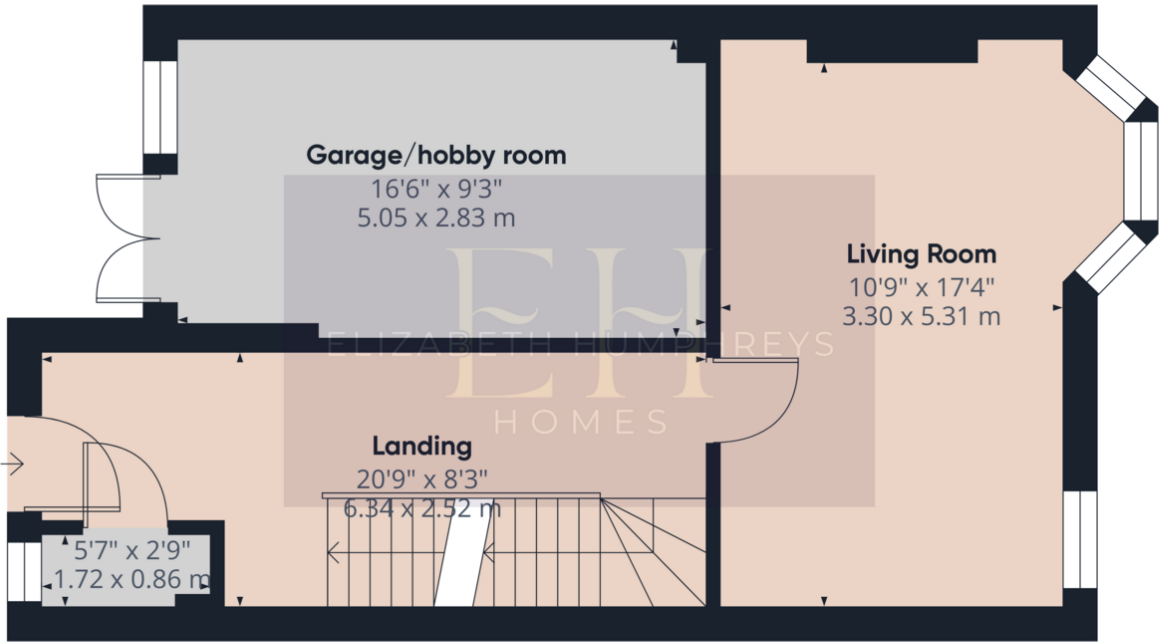 Garage/hobby room
16'6" x 9'3"
5.05 x 2.83 m
Living Room
10'9" x 17'4"
3.30 x 5.31 m
EH
ELIZABETH HUMPHREYS
HOMES
Landing
20'9" x 8'3"
6.34 x 2.52 m
5'7" x 2'9"
1.72 x 0.86 m